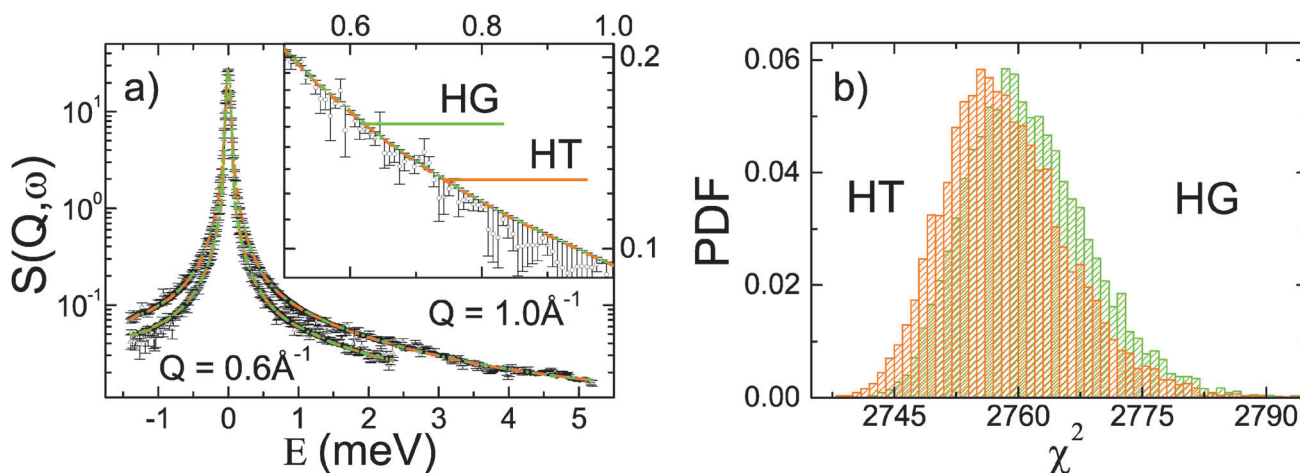 0.6 0.8 1.0
a)
HG
HT
0.2
0.1
10¹
10⁰
10⁻¹
S(Q,ω)
Q = 1.0Å⁻¹
Q = 0.6Å⁻¹
-1 0 1 2 3 4 5
E (meV)
b)
HT
HG
0.06
0.04
0.02
0.00
PDF
2745 2760 2775 2790
χ²